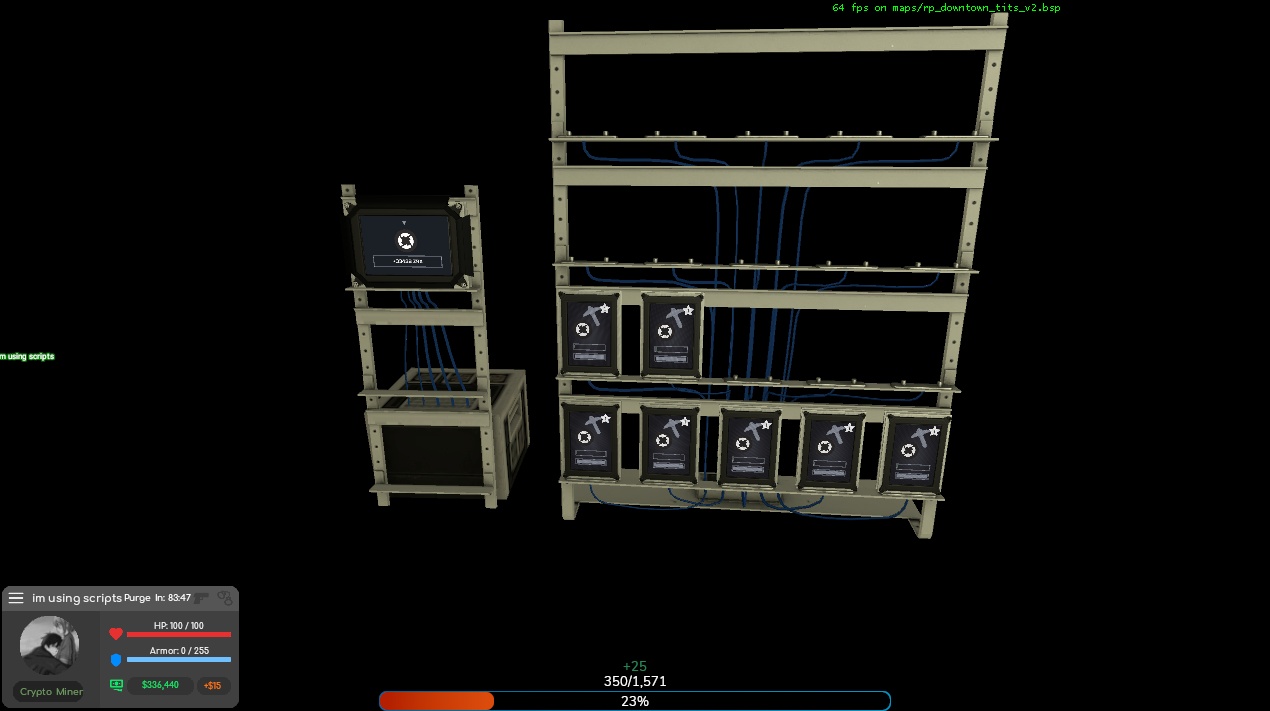 64 fps on maps/rp_downtown_tits_v2.bsp
m using scripts
im using scripts Purge In: 83:47
HP: 100 / 100
Armor: 0 / 255
$336,440 +$15
Crypto Miner
+25
350/1,571
23%